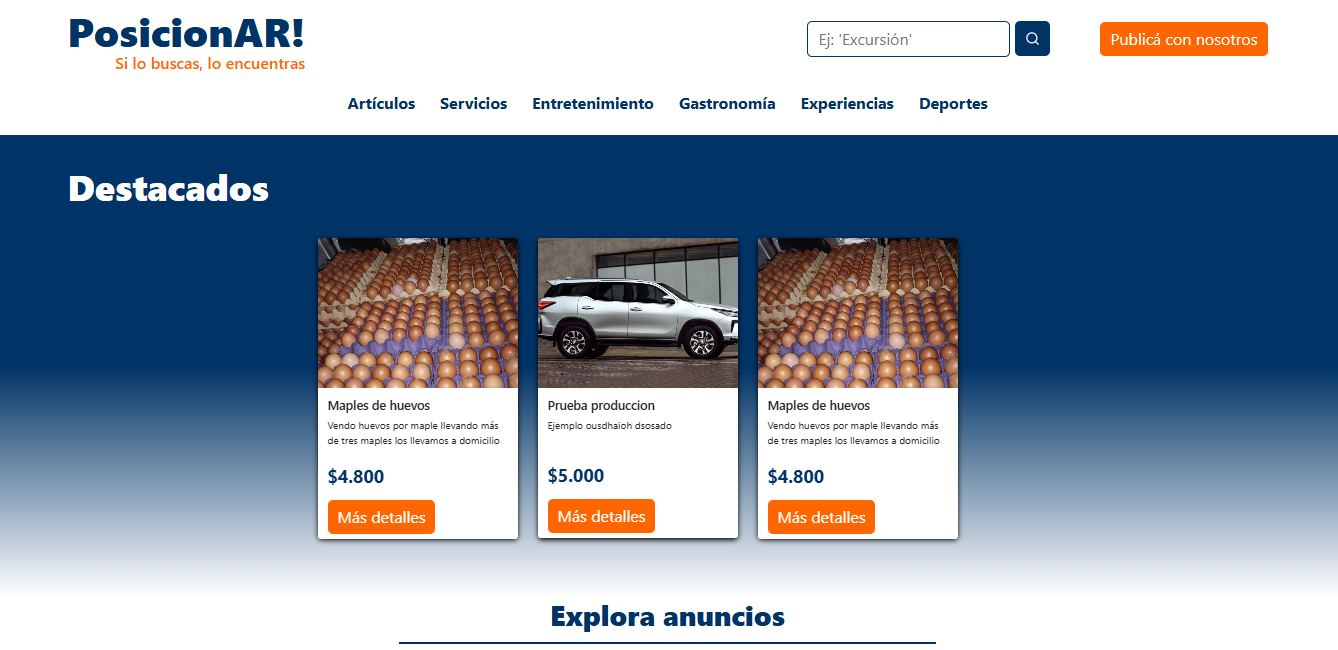 PosicionAR!
Si lo buscas, lo encuentras
Ej: 'Excursión'
Publicá con nosotros
Artículos Servicios Entretenimiento Gastronomía Experiencias Deportes
Destacados
Maples de huevos
Vendo huevos por maple llevando más
de tres maples los llevamos a domicilio
$4.800
Más detalles
Prueba produccion
Ejemplo ousdhaioh dsosado
$5.000
Más detalles
Maples de huevos
Vendo huevos por maple llevando más
de tres maples los llevamos a domicilio
$4.800
Más detalles
Explora anuncios